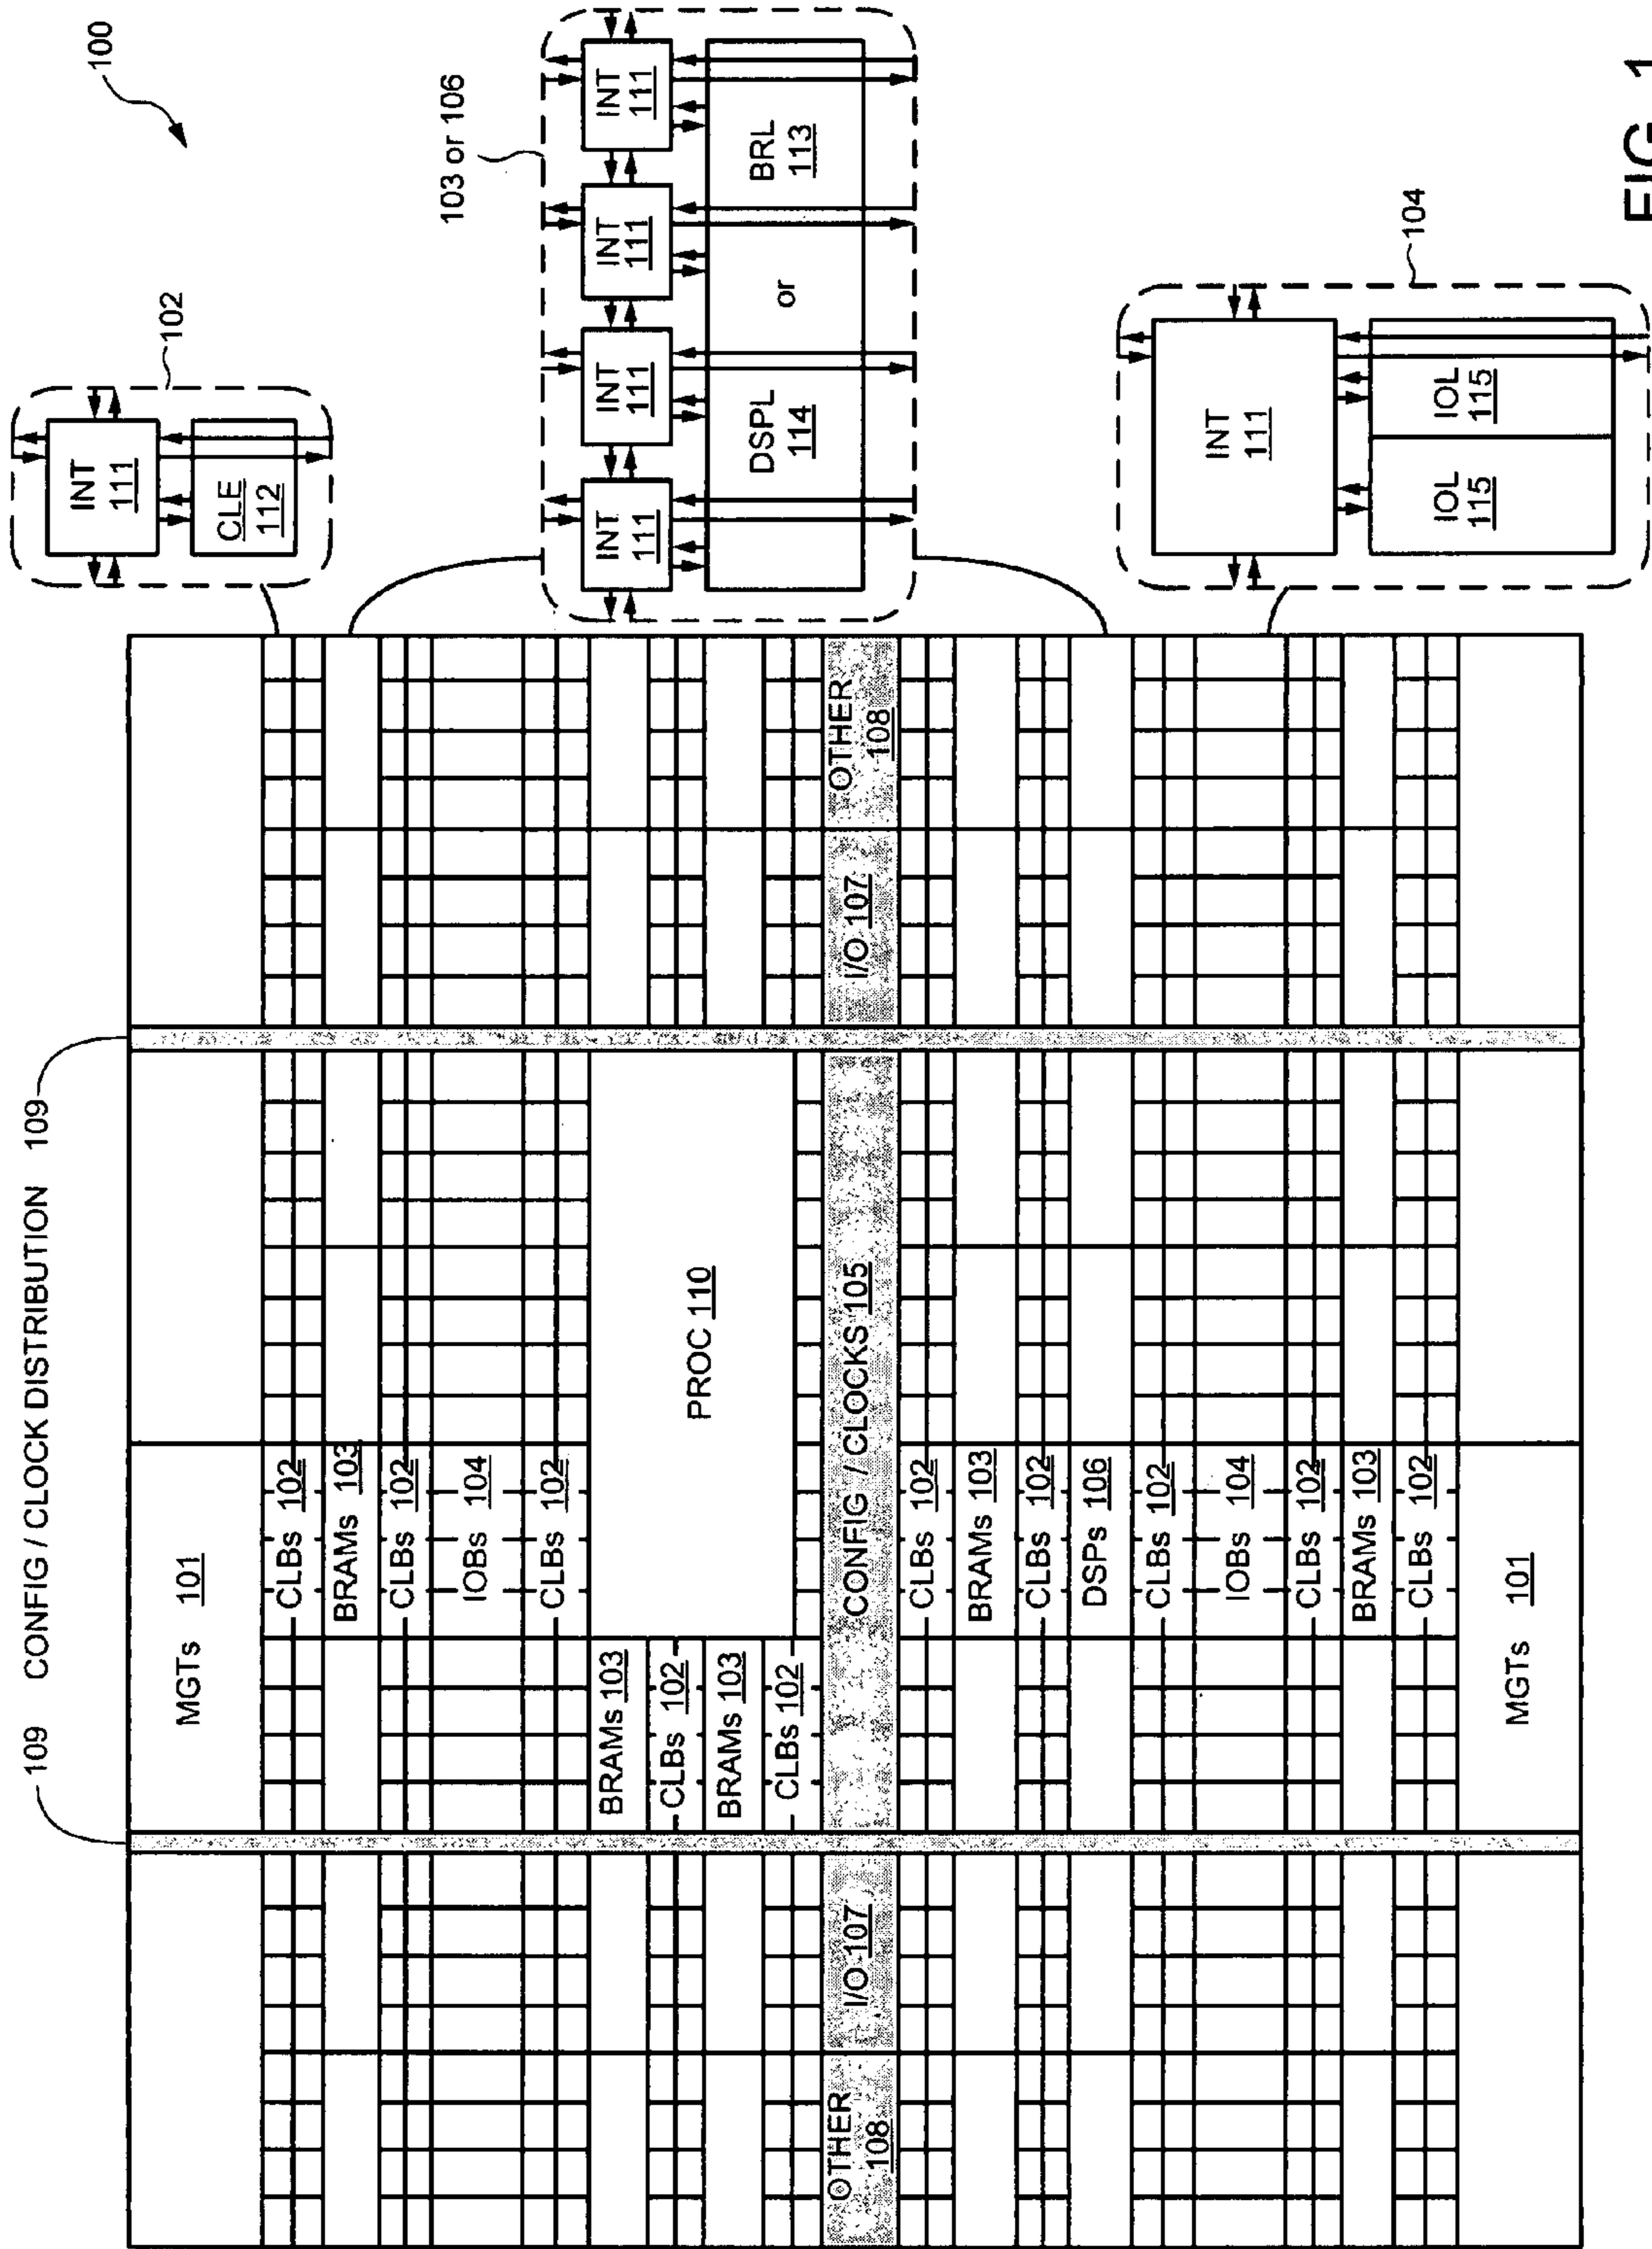 100
109 CONFIG / CLOCK DISTRIBUTION 109
MGTs 101
CLBs 102
BRAMs 103
CLBs 102
IOBs 104
CLBs 102
BRAMs 103
CLBs 102
BRAMs 103
CLBs 102
PROC 110
OTHER 108
I/O 107
CONFIG / CLOCKS 105
I/O 107
OTHER 108
CLBs 102
BRAMs 103
CLBs 102
DSPs 106
CLBs 102
IOBs 104
CLBs 102
BRAMs 103
CLBs 102
MGTs 101
102
INT 111
CLE 112
103 or 106
INT 111
INT 111
INT 111
INT 111
DSPL 114
or
BRL 113
104
INT 111
IOL 115
IOL 115
FIG. 1